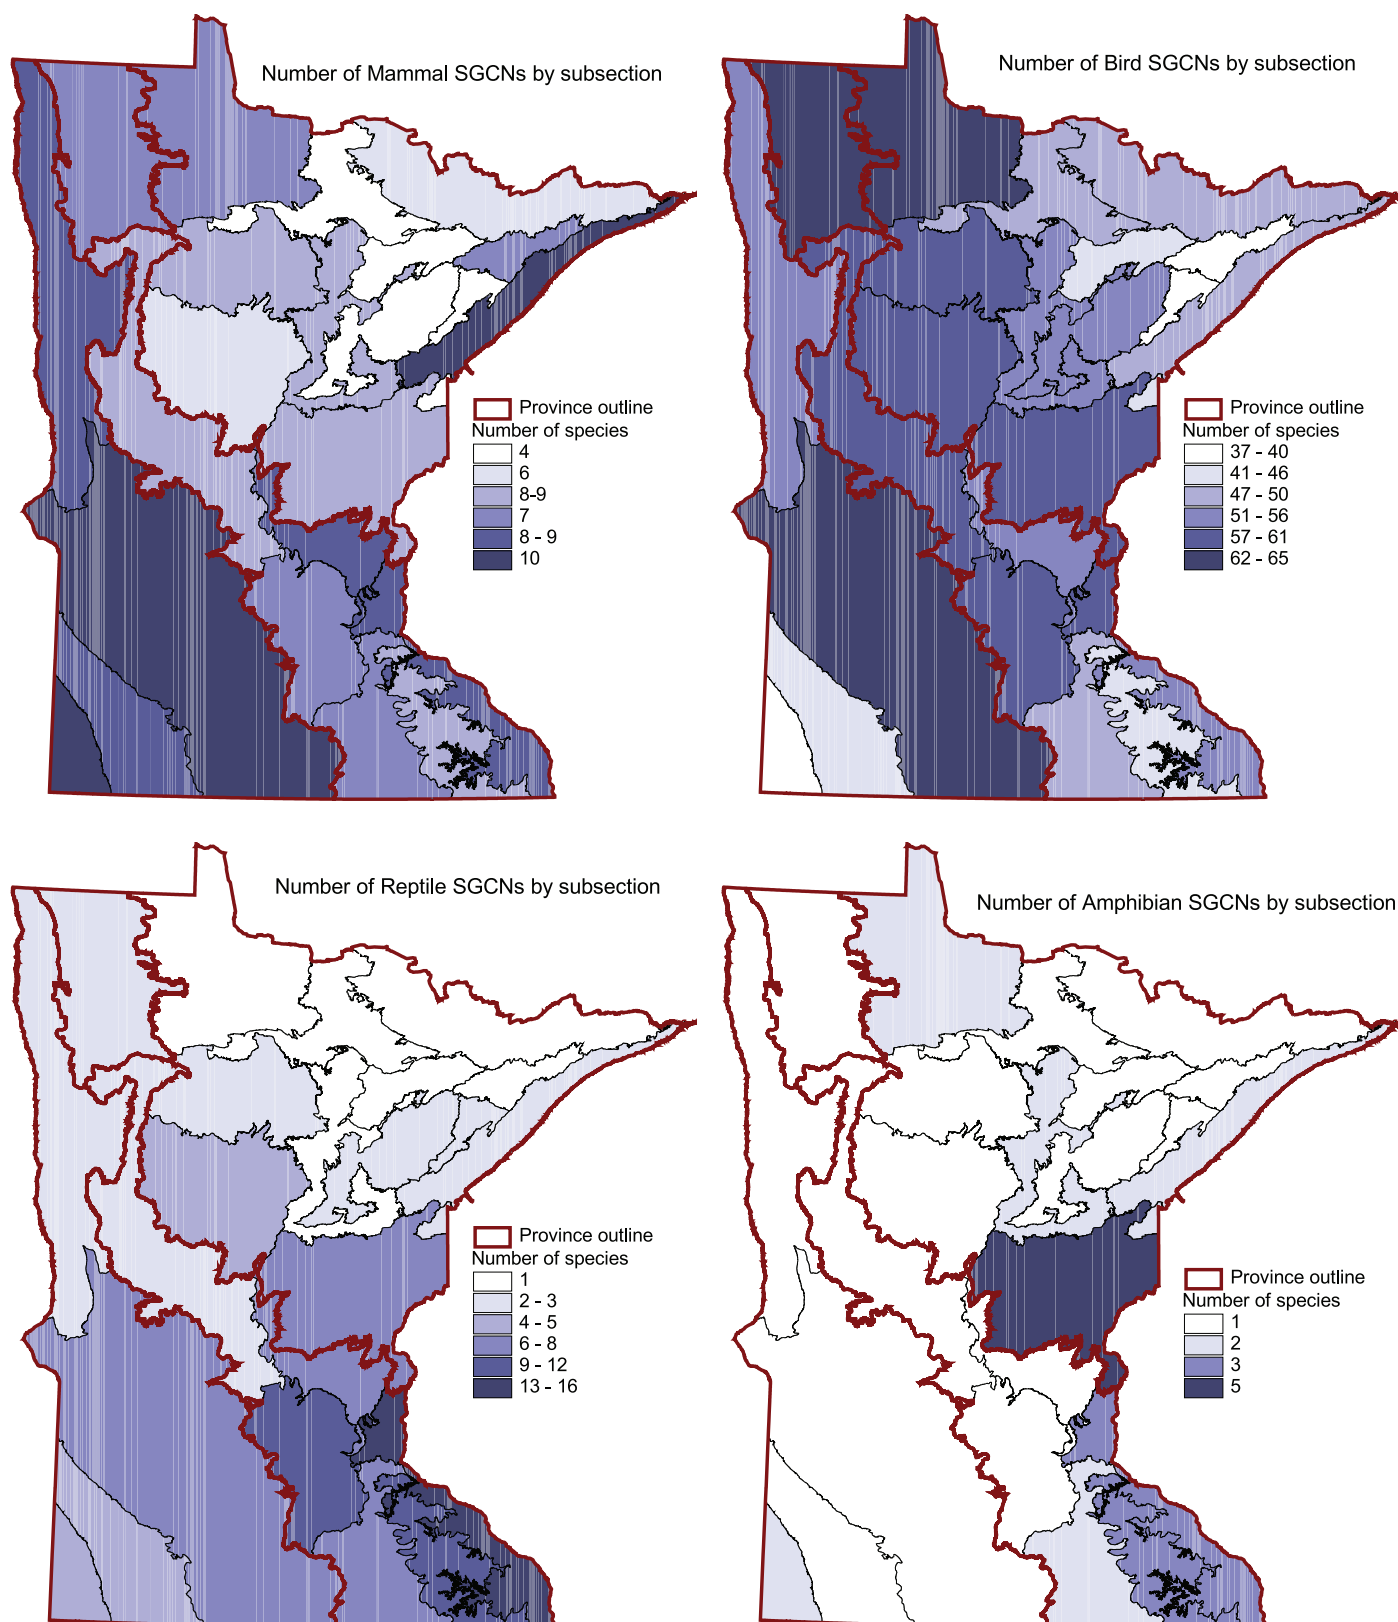 Number of Mammal SGCNs by subsection
Province outline
Number of species
4
6
8-9
7
8 - 9
10
Number of Bird SGCNs by subsection
Province outline
Number of species
37 - 40
41 - 46
47 - 50
51 - 56
57 - 61
62 - 65
Number of Reptile SGCNs by subsection
Province outline
Number of species
1
2 - 3
4 - 5
6 - 8
9 - 12
13 - 16
Number of Amphibian SGCNs by subsection
Province outline
Number of species
1
2
3
5